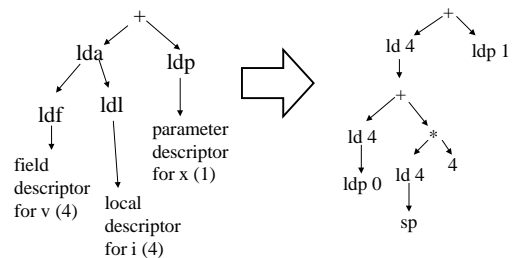 +
lda
ldp
ldf
ldl
field
descriptor
for v (4)
local
descriptor
for i (4)
parameter
descriptor
for x (1)
+
ld 4
ldp 1
+
ld 4
*
ldp 0
ld 4
4
sp